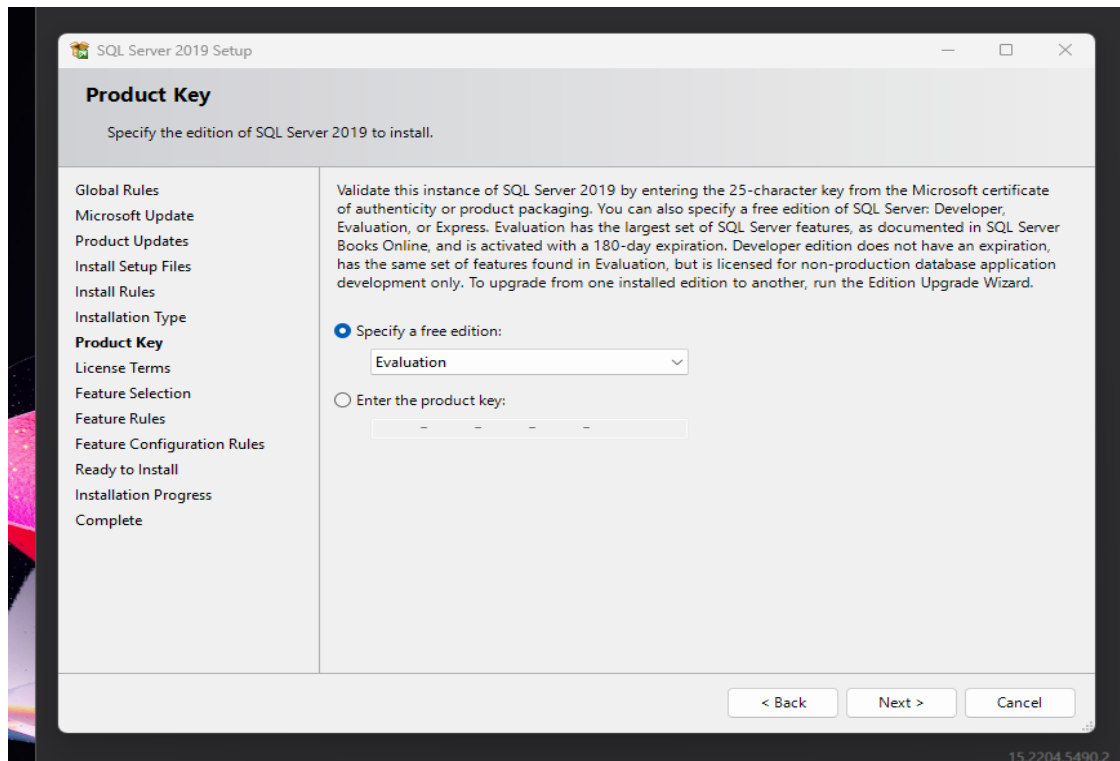 SQL Server 2019 Setup
Product Key
Specify the edition of SQL Server 2019 to install.
Global Rules
Microsoft Update
Product Updates
Install Setup Files
Install Rules
Installation Type
Product Key
License Terms
Feature Selection
Feature Rules
Feature Configuration Rules
Ready to Install
Installation Progress
Complete
Validate this instance of SQL Server 2019 by entering the 25-character key from the Microsoft certificate
of authenticity or product packaging. You can also specify a free edition of SQL Server: Developer,
Evaluation, or Express. Evaluation has the largest set of SQL Server features, as documented in SQL Server
Books Online, and is activated with a 180-day expiration. Developer edition does not have an expiration,
has the same set of features found in Evaluation, but is licensed for non-production database application
development only. To upgrade from one installed edition to another, run the Edition Upgrade Wizard.
Specify a free edition:
Evaluation
Enter the product key:
- - - -
< Back Next > Cancel
15.2204.5490.2